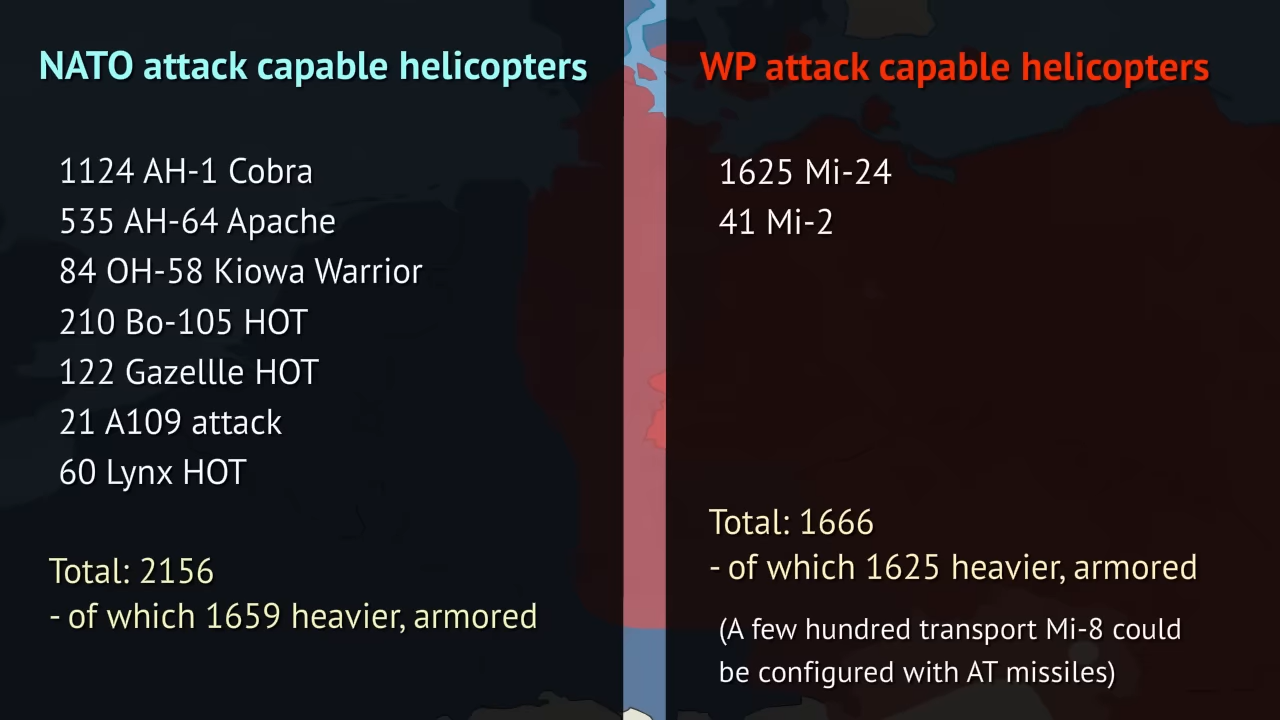 NATO attack capable helicopters
1124 AH-1 Cobra
535 AH-64 Apache
84 OH-58 Kiowa Warrior
210 Bo-105 HOT
122 Gazellle HOT
21 A109 attack
60 Lynx HOT
Total: 2156
- of which 1659 heavier, armored
WP attack capable helicopters
1625 Mi-24
41 Mi-2
Total: 1666
- of which 1625 heavier, armored
(A few hundred transport Mi-8 could
be configured with AT missiles)